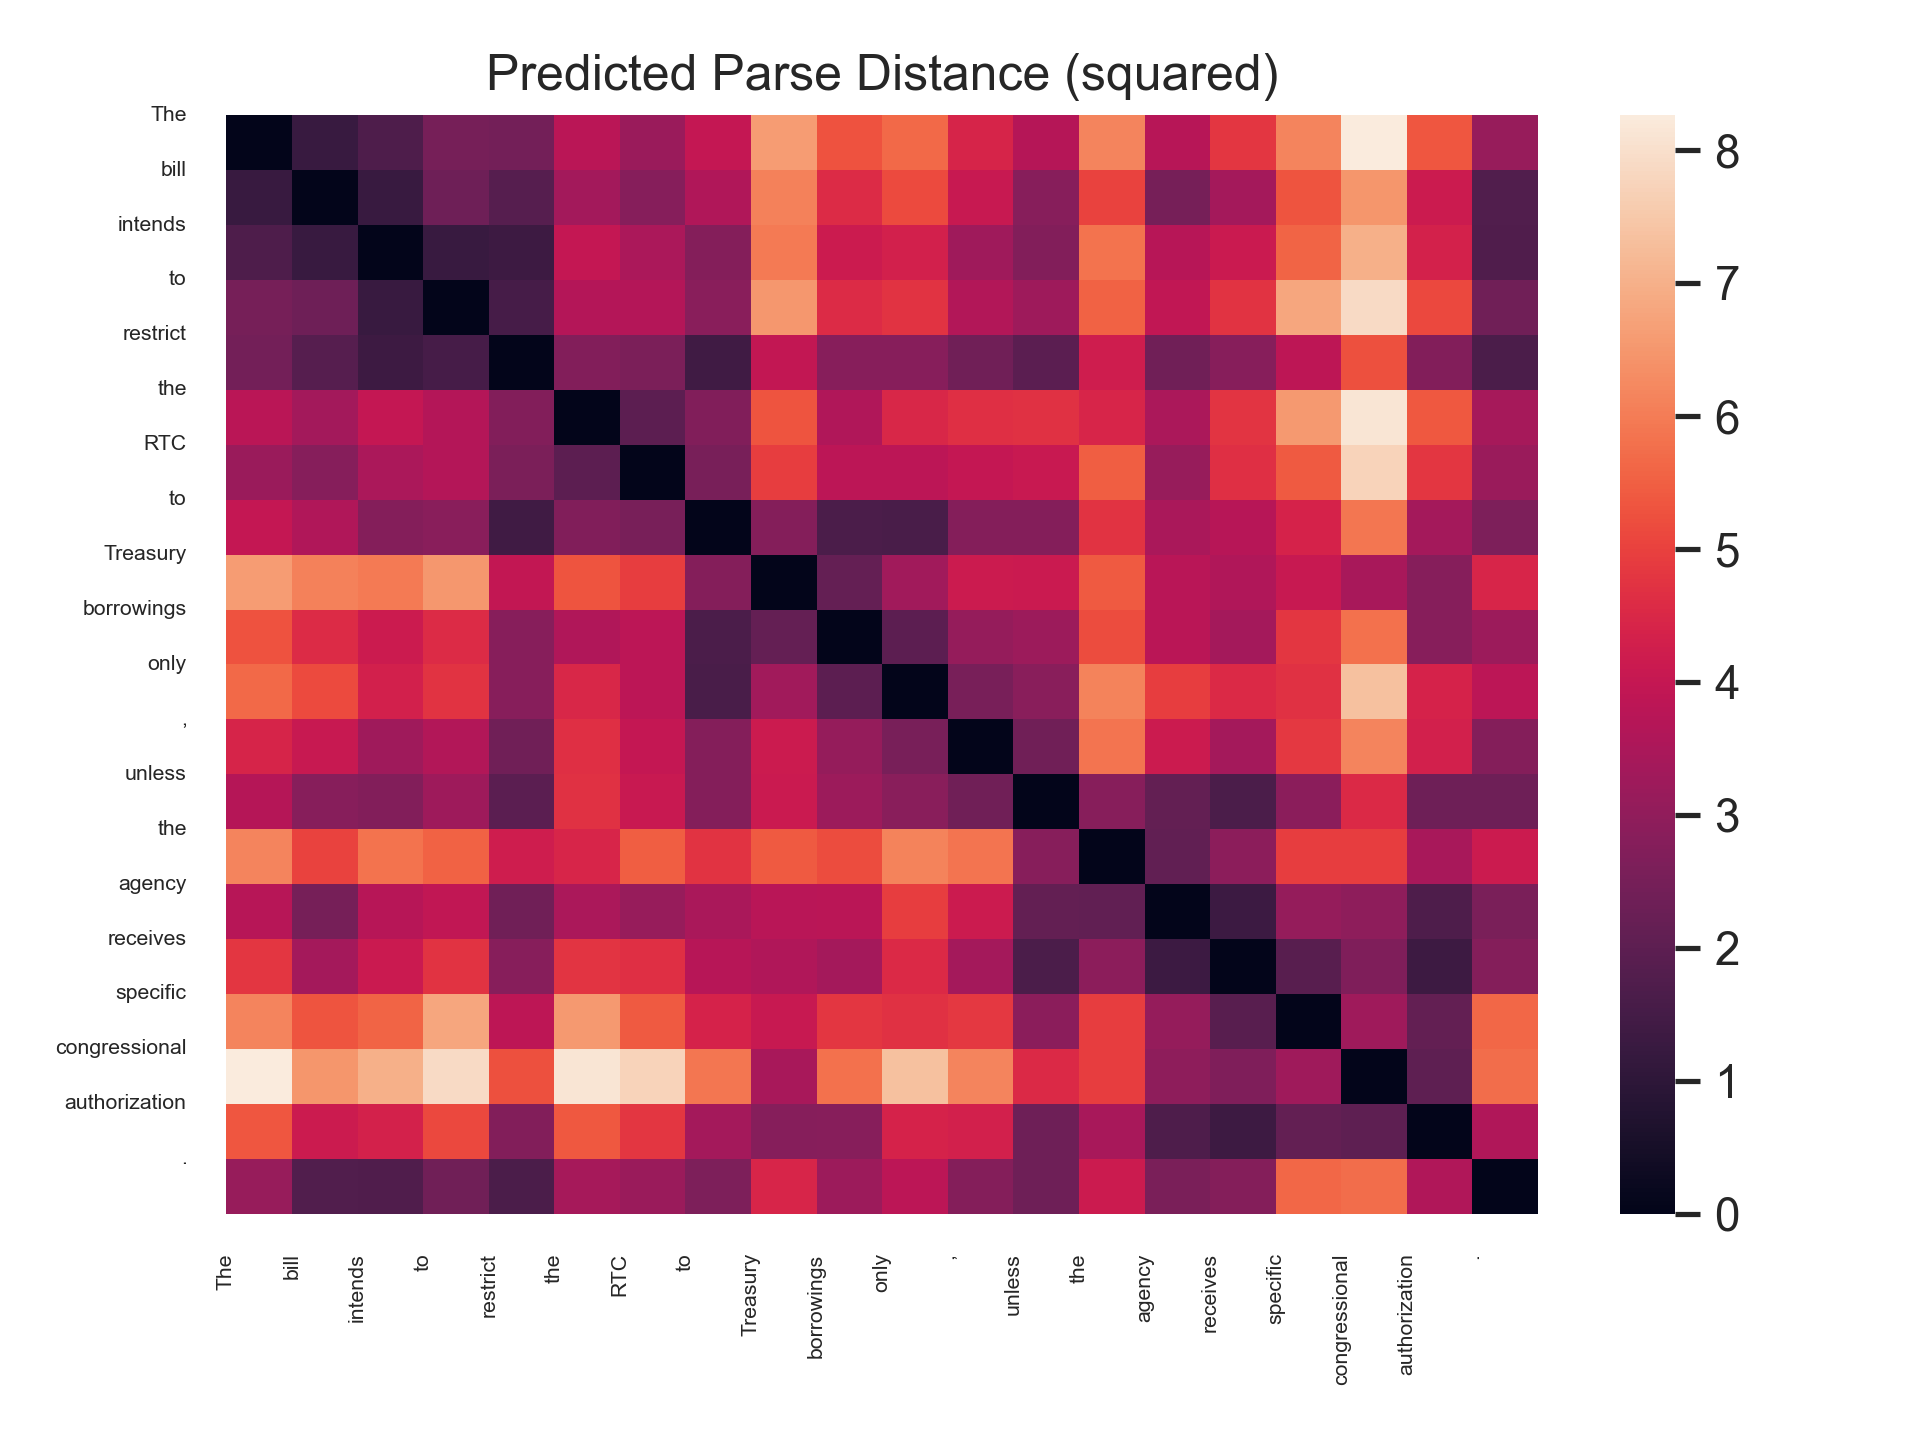 Predicted Parse Distance (squared)
The
bill
intends
to
restrict
the
RTC
to
Treasury
borrowings
only
,
unless
the
agency
receives
specific
congressional
authorization
.
8
7
6
5
4
3
2
1
0
The
bill
intends
to
restrict
the
RTC
to
Treasury
borrowings
only
,
unless
the
agency
receives
specific
congressional
authorization
.